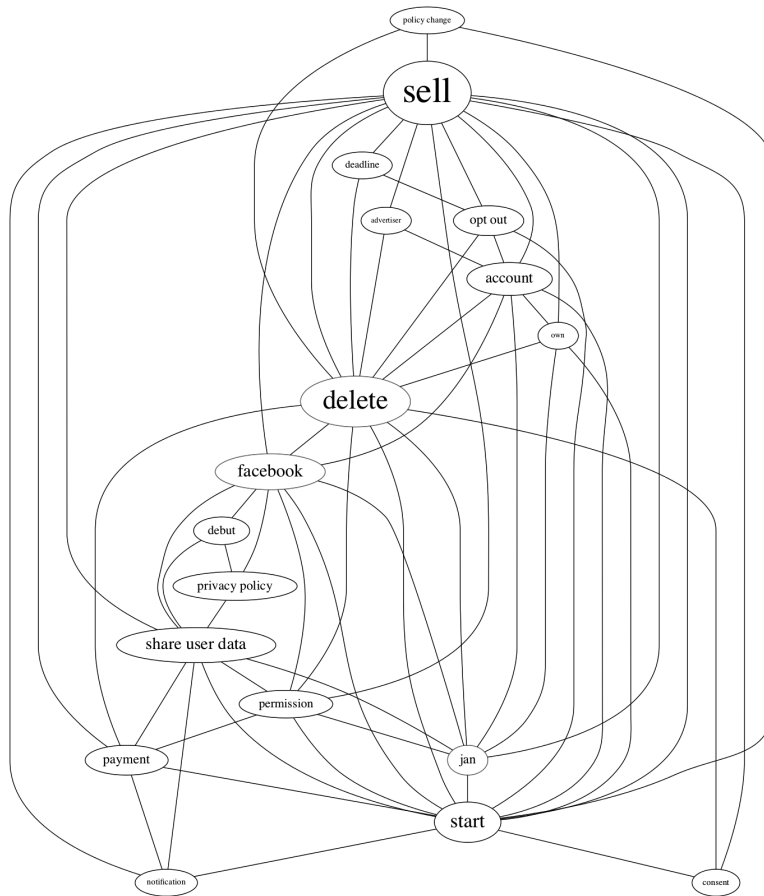 policy change
sell
deadline
advertiser
opt out
account
own
delete
facebook
debut
privacy policy
share user data
permission
payment
jan
start
notification
consent